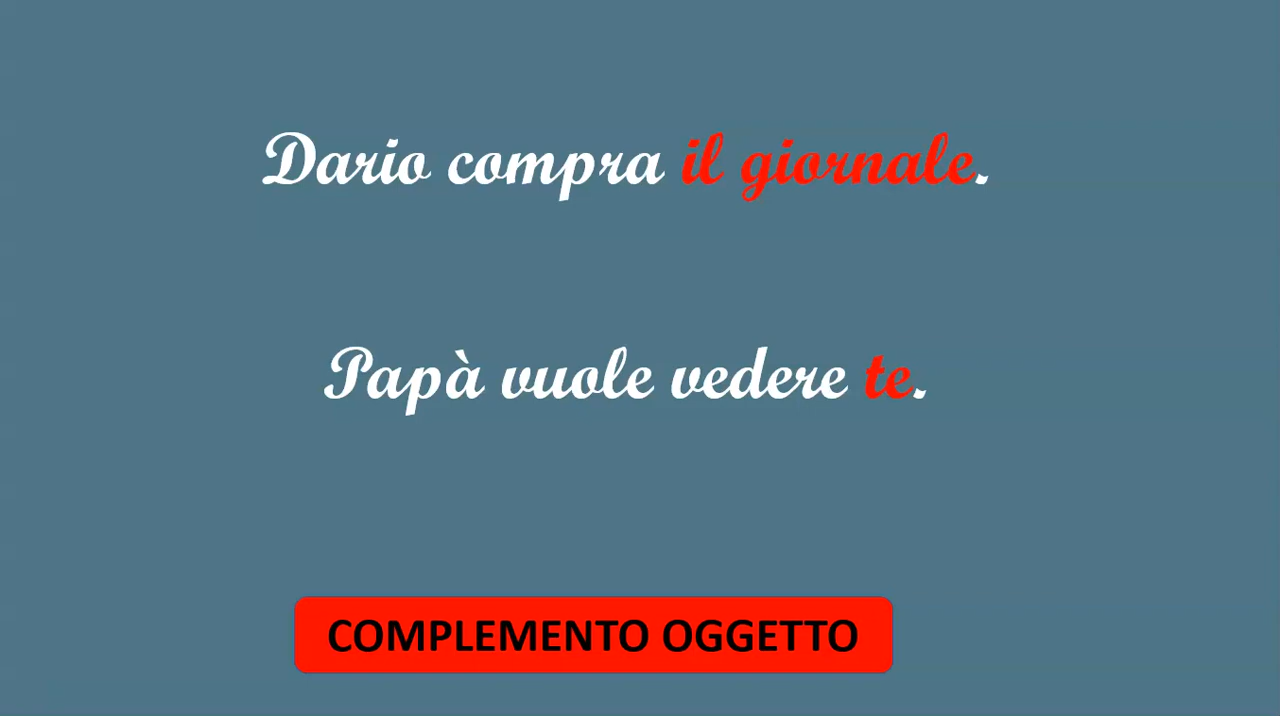 Dario compra il giornale.
Papà vuole vedere te.
COMPLEMENTO OGGETTO